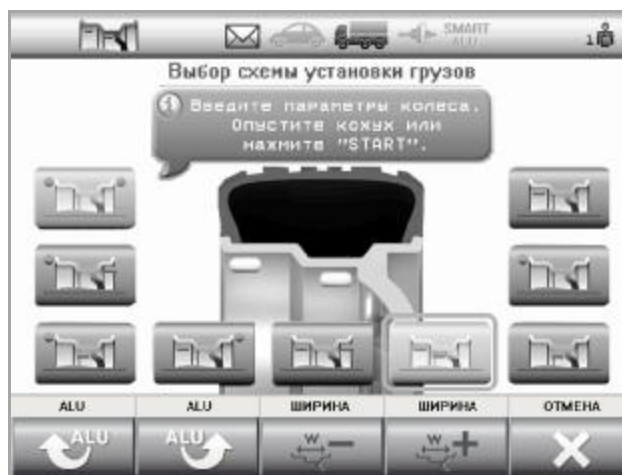 SMART
ALU
1
Выбор схемы установки грузов
Введите параметры колеса.
Опустите кожух или
нажмите "START".
ALU ALU ШИРИНА ШИРИНА ОТМЕНА
ALU ALU W W